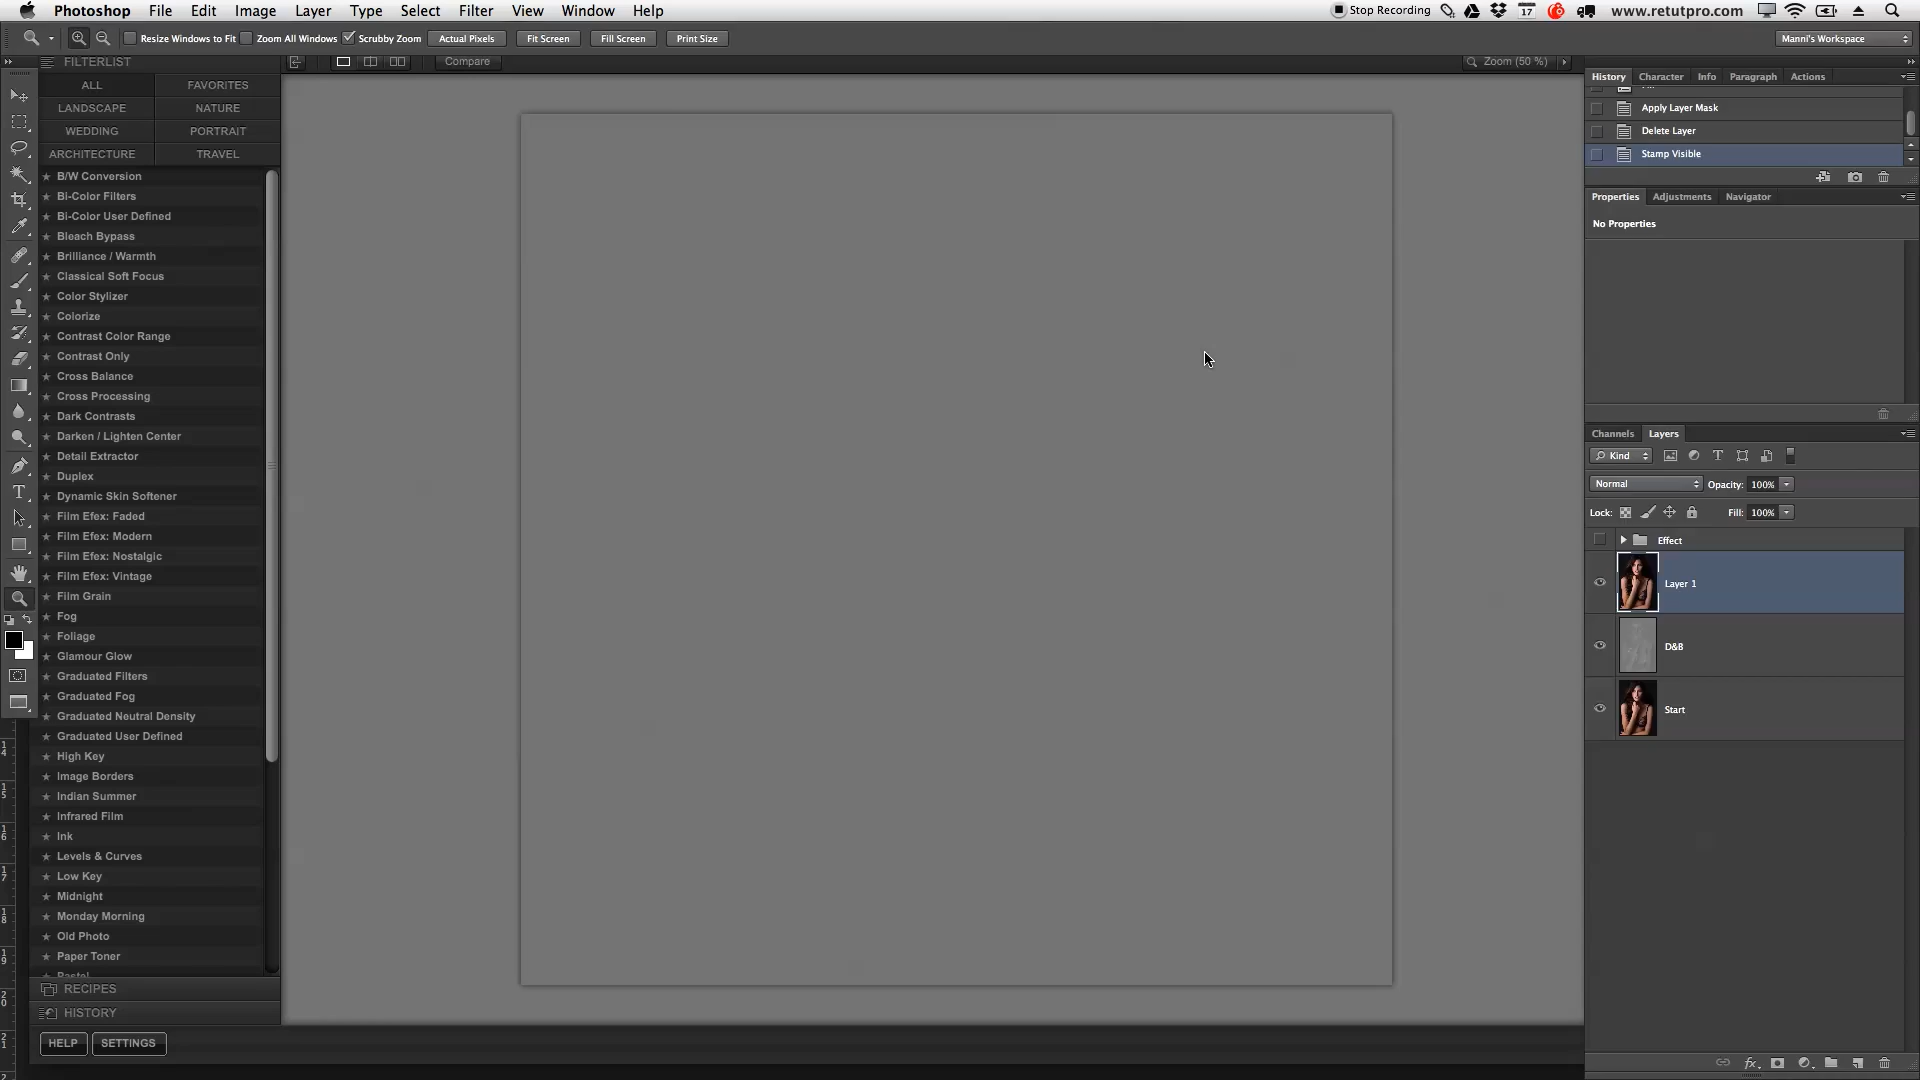 Photoshop File Edit Image Layer Type Select Filter View Window Help
Stop Recording 17 www.retutpro.com
Resize Windows to Fit Zoom All Windows Scrubby Zoom Actual Pixels Fit Screen Fill Screen Print Size Manni's Workspace
FILTERLIST
Compare
Zoom (50 %)
ALL FAVORITES
LANDSCAPE NATURE
WEDDING PORTRAIT
ARCHITECTURE TRAVEL
B/W Conversion
Bi-Color Filters
Bi-Color User Defined
Bleach Bypass
Brilliance / Warmth
Classical Soft Focus
Color Stylizer
Colorize
Contrast Color Range
Contrast Only
Cross Balance
Cross Processing
Dark Contrasts
Darken / Lighten Center
Detail Extractor
Duplex
Dynamic Skin Softener
Film Efex: Faded
Film Efex: Modern
Film Efex: Nostalgic
Film Efex: Vintage
Film Grain
Fog
Foliage
Glamour Glow
Graduated Filters
Graduated Fog
Graduated Neutral Density
Graduated User Defined
High Key
Image Borders
Indian Summer
Infrared Film
Ink
Levels & Curves
Low Key
Midnight
Monday Morning
Old Photo
Paper Toner
Pastel
RECIPES
HISTORY
HELP SETTINGS
History Character Info Paragraph Actions
Apply Layer Mask
Delete Layer
Stamp Visible
Properties Adjustments Navigator
No Properties
Channels Layers
Kind
Normal Opacity: 100%
Lock: Fill: 100%
Effect
Layer 1
D&B
Start